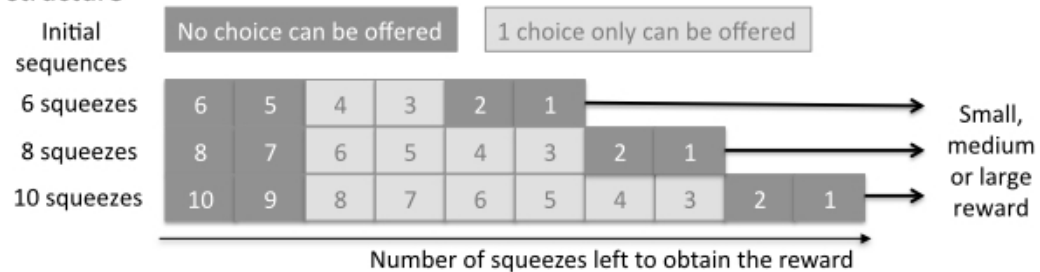 Initial
sequences
No choice can be offered
1 choice only can be offered
6 squeezes 6 5 4 3 2 1
8 squeezes 8 7 6 5 4 3 2 1
10 squeezes 10 9 8 7 6 5 4 3 2 1
Small,
medium
or large
reward
Number of squeezes left to obtain the reward